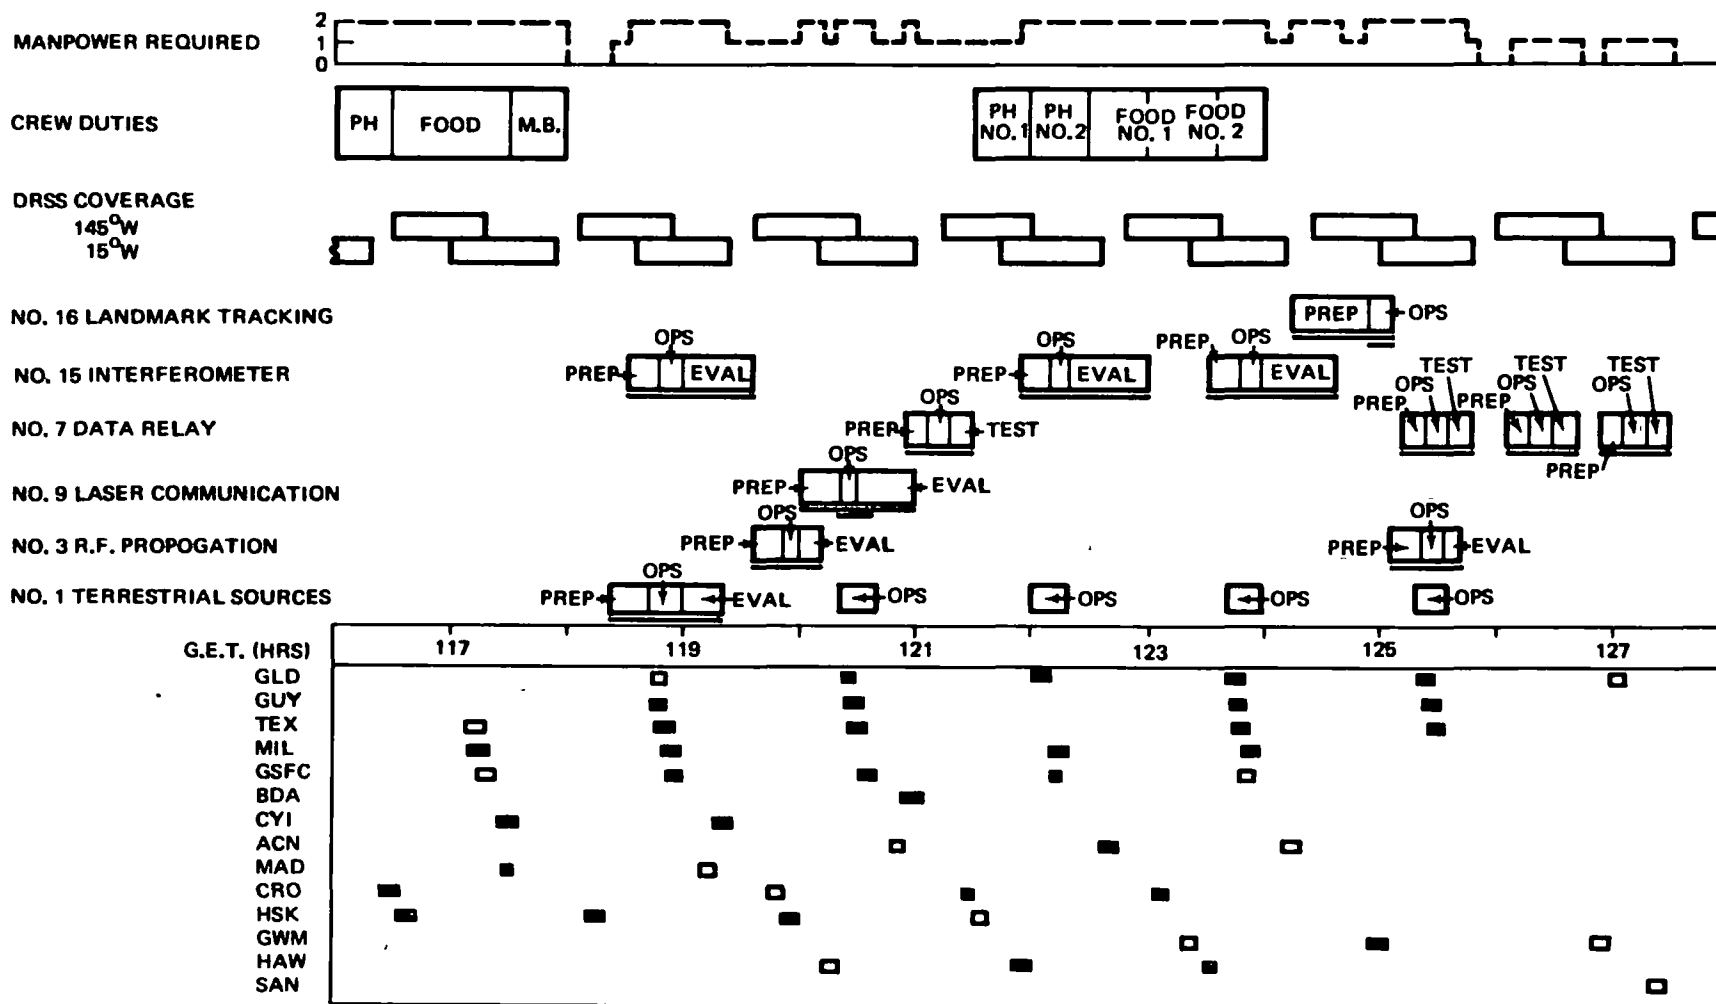 MANPOWER REQUIRED
2
1
0
CREW DUTIES
PH
FOOD
M.B.
PH NO. 1
PH NO. 2
FOOD NO. 1
FOOD NO. 2
DRSS COVERAGE
145°W
15°W
NO. 16 LANDMARK TRACKING
PREP
OPS
NO. 15 INTERFEROMETER
PREP
OPS
EVAL
PREP
OPS
EVAL
PREP
OPS
EVAL
NO. 7 DATA RELAY
PREP
OPS
TEST
PREP
OPS
TEST
PREP
OPS
TEST
PREP
OPS
TEST
NO. 9 LASER COMMUNICATION
PREP
OPS
EVAL
NO. 3 R.F. PROPOGATION
PREP
OPS
EVAL
PREP
OPS
EVAL
NO. 1 TERRESTRIAL SOURCES
PREP
OPS
EVAL
OPS
OPS
OPS
OPS
G.E.T. (HRS)
117
119
121
123
125
127
GLD
GUY
TEX
MIL
GSFC
BDA
CYI
ACN
MAD
CRO
HSK
GWM
HAW
SAN